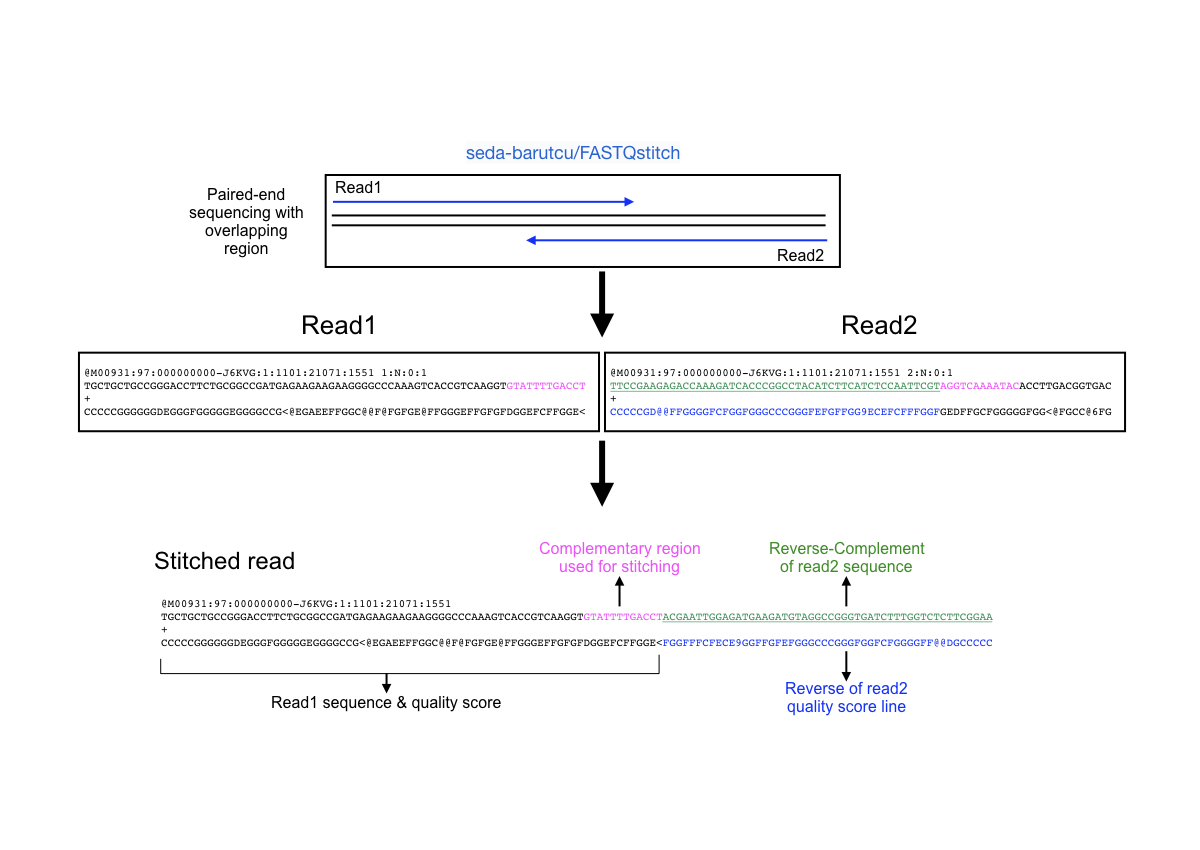 seda-barutcu/FASTQstitch
Paired-end
sequencing with
overlapping
region
Read1
Read2
Read1
Read2
@M00931:97:000000000-J6KVG:1:1101:21071:1551 1:N:0:1
TGCTGCTGCCGGGACCTTCTGCGGCCGATGAGAAGAAGAAGGGGCCCAAAGTCACCGTCAAGGTGTATTTTGACCT
+
CCCCCGGGGGGDEGGGFGGGGGEGGGGCCG<@EGAEEFFGGC@@F@FGFGE@FFGGGEFFGFGFDGGEFCFFGGE<
@M00931:97:000000000-J6KVG:1:1101:21071:1551 2:N:0:1
TTCCGAAGAGACCAAAGATCACCCGGCCTACATCTTCATCTCCAATTCGTAGGTCAAAATACACCTTGACGGTGAC
+
CCCCCGD@@FFGGGGFCFGGFGGGCCCGGGFEFGFFGG9ECEFCFFFGGFGEDFFGCFGGGGGFGG<@FGCC@6FG
Stitched read
Complementary region
used for stitching
Reverse-Complement
of read2 sequence
@M00931:97:000000000-J6KVG:1:1101:21071:1551
TGCTGCTGCCGGGACCTTCTGCGGCCGATGAGAAGAAGAAGGGGCCCAAAGTCACCGTCAAGGTGTATTTTGACCTACGAATTGGAGATGAAGATGTAGGCCGGGTGATCTTTGGTCTCTTCGGAA
+
CCCCCGGGGGGDEGGGFGGGGGEGGGGCCG<@EGAEEFFGGC@@F@FGFGE@FFGGGEFFGFGFDGGEFCFFGGE<FGGFFFCFECE9GGFFGFEFGGGCCCGGGFGGFCFGGGGFF@@DGCCCCC
Read1 sequence & quality score
Reverse of read2
quality score line